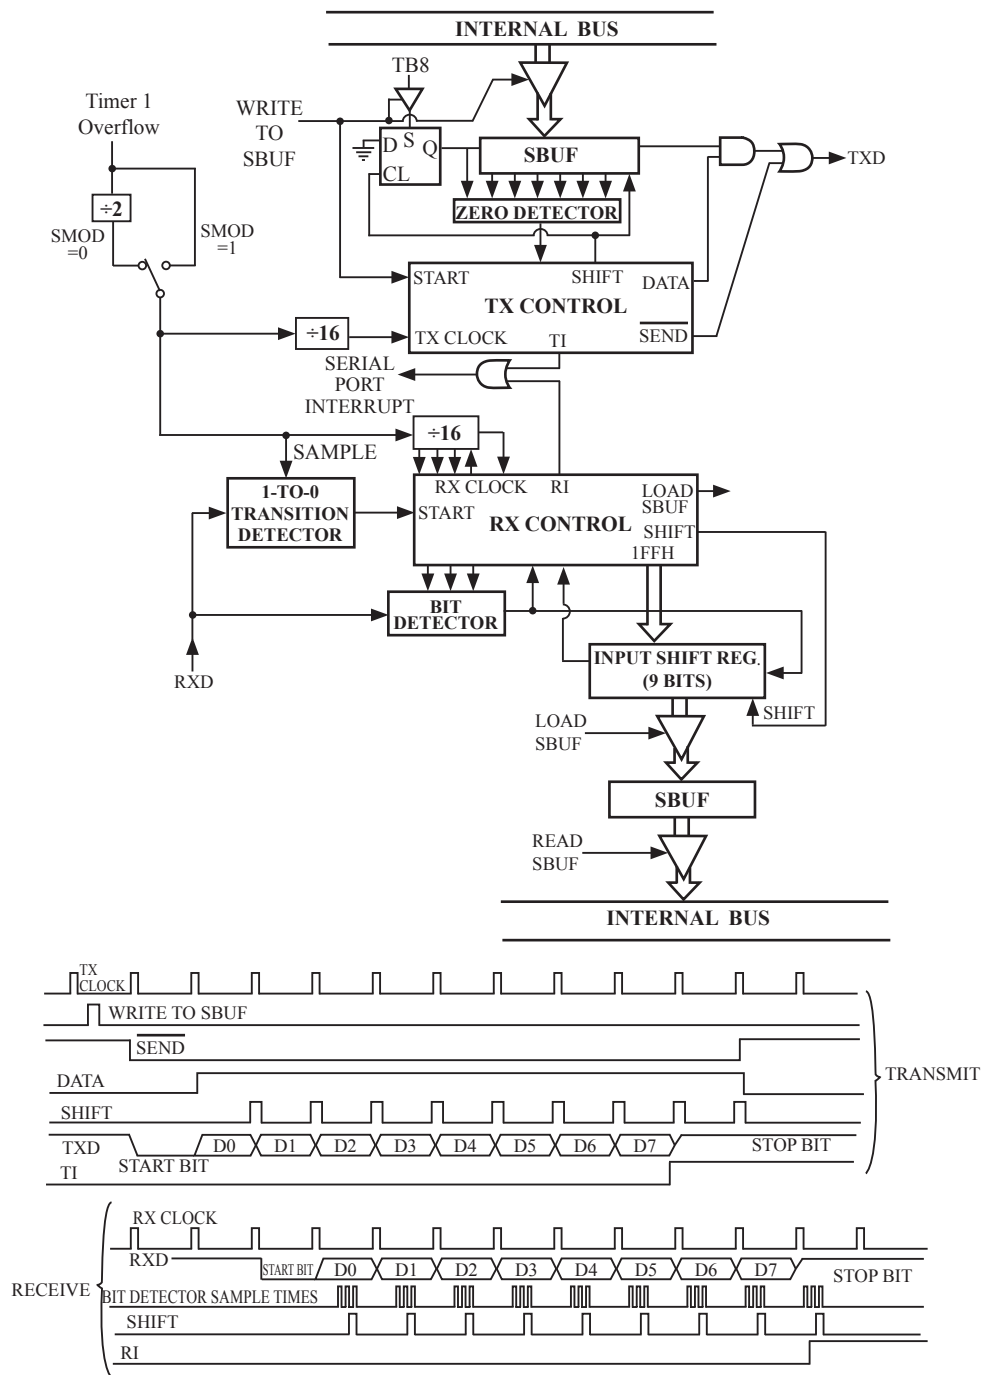 INTERNAL BUS
TB8
Timer 1
Overflow
WRITE
TO
SBUF
D
S
Q
CL
SBUF
TXD
÷2
ZERO DETECTOR
SMOD
=0
SMOD
=1
START
SHIFT
DATA
TX CONTROL
÷16
TX CLOCK
TI
SEND
SERIAL
PORT
INTERRUPT
÷16
SAMPLE
1-TO-0
TRANSITION
DETECTOR
RX CLOCK
RI
LOAD
SBUF
START
RX CONTROL
SHIFT
1FFH
BIT
DETECTOR
RXD
INPUT SHIFT REG.
(9 BITS)
SHIFT
LOAD
SBUF
SBUF
READ
SBUF
INTERNAL BUS
TX
CLOCK
WRITE TO SBUF
SEND
DATA
TRANSMIT
SHIFT
TXD
START BIT
D0 D1 D2 D3 D4 D5 D6 D7
STOP BIT
TI
RX CLOCK
RXD
START BIT
D0 D1 D2 D3 D4 D5 D6 D7
STOP BIT
RECEIVE
BIT DETECTOR SAMPLE TIMES
SHIFT
RI